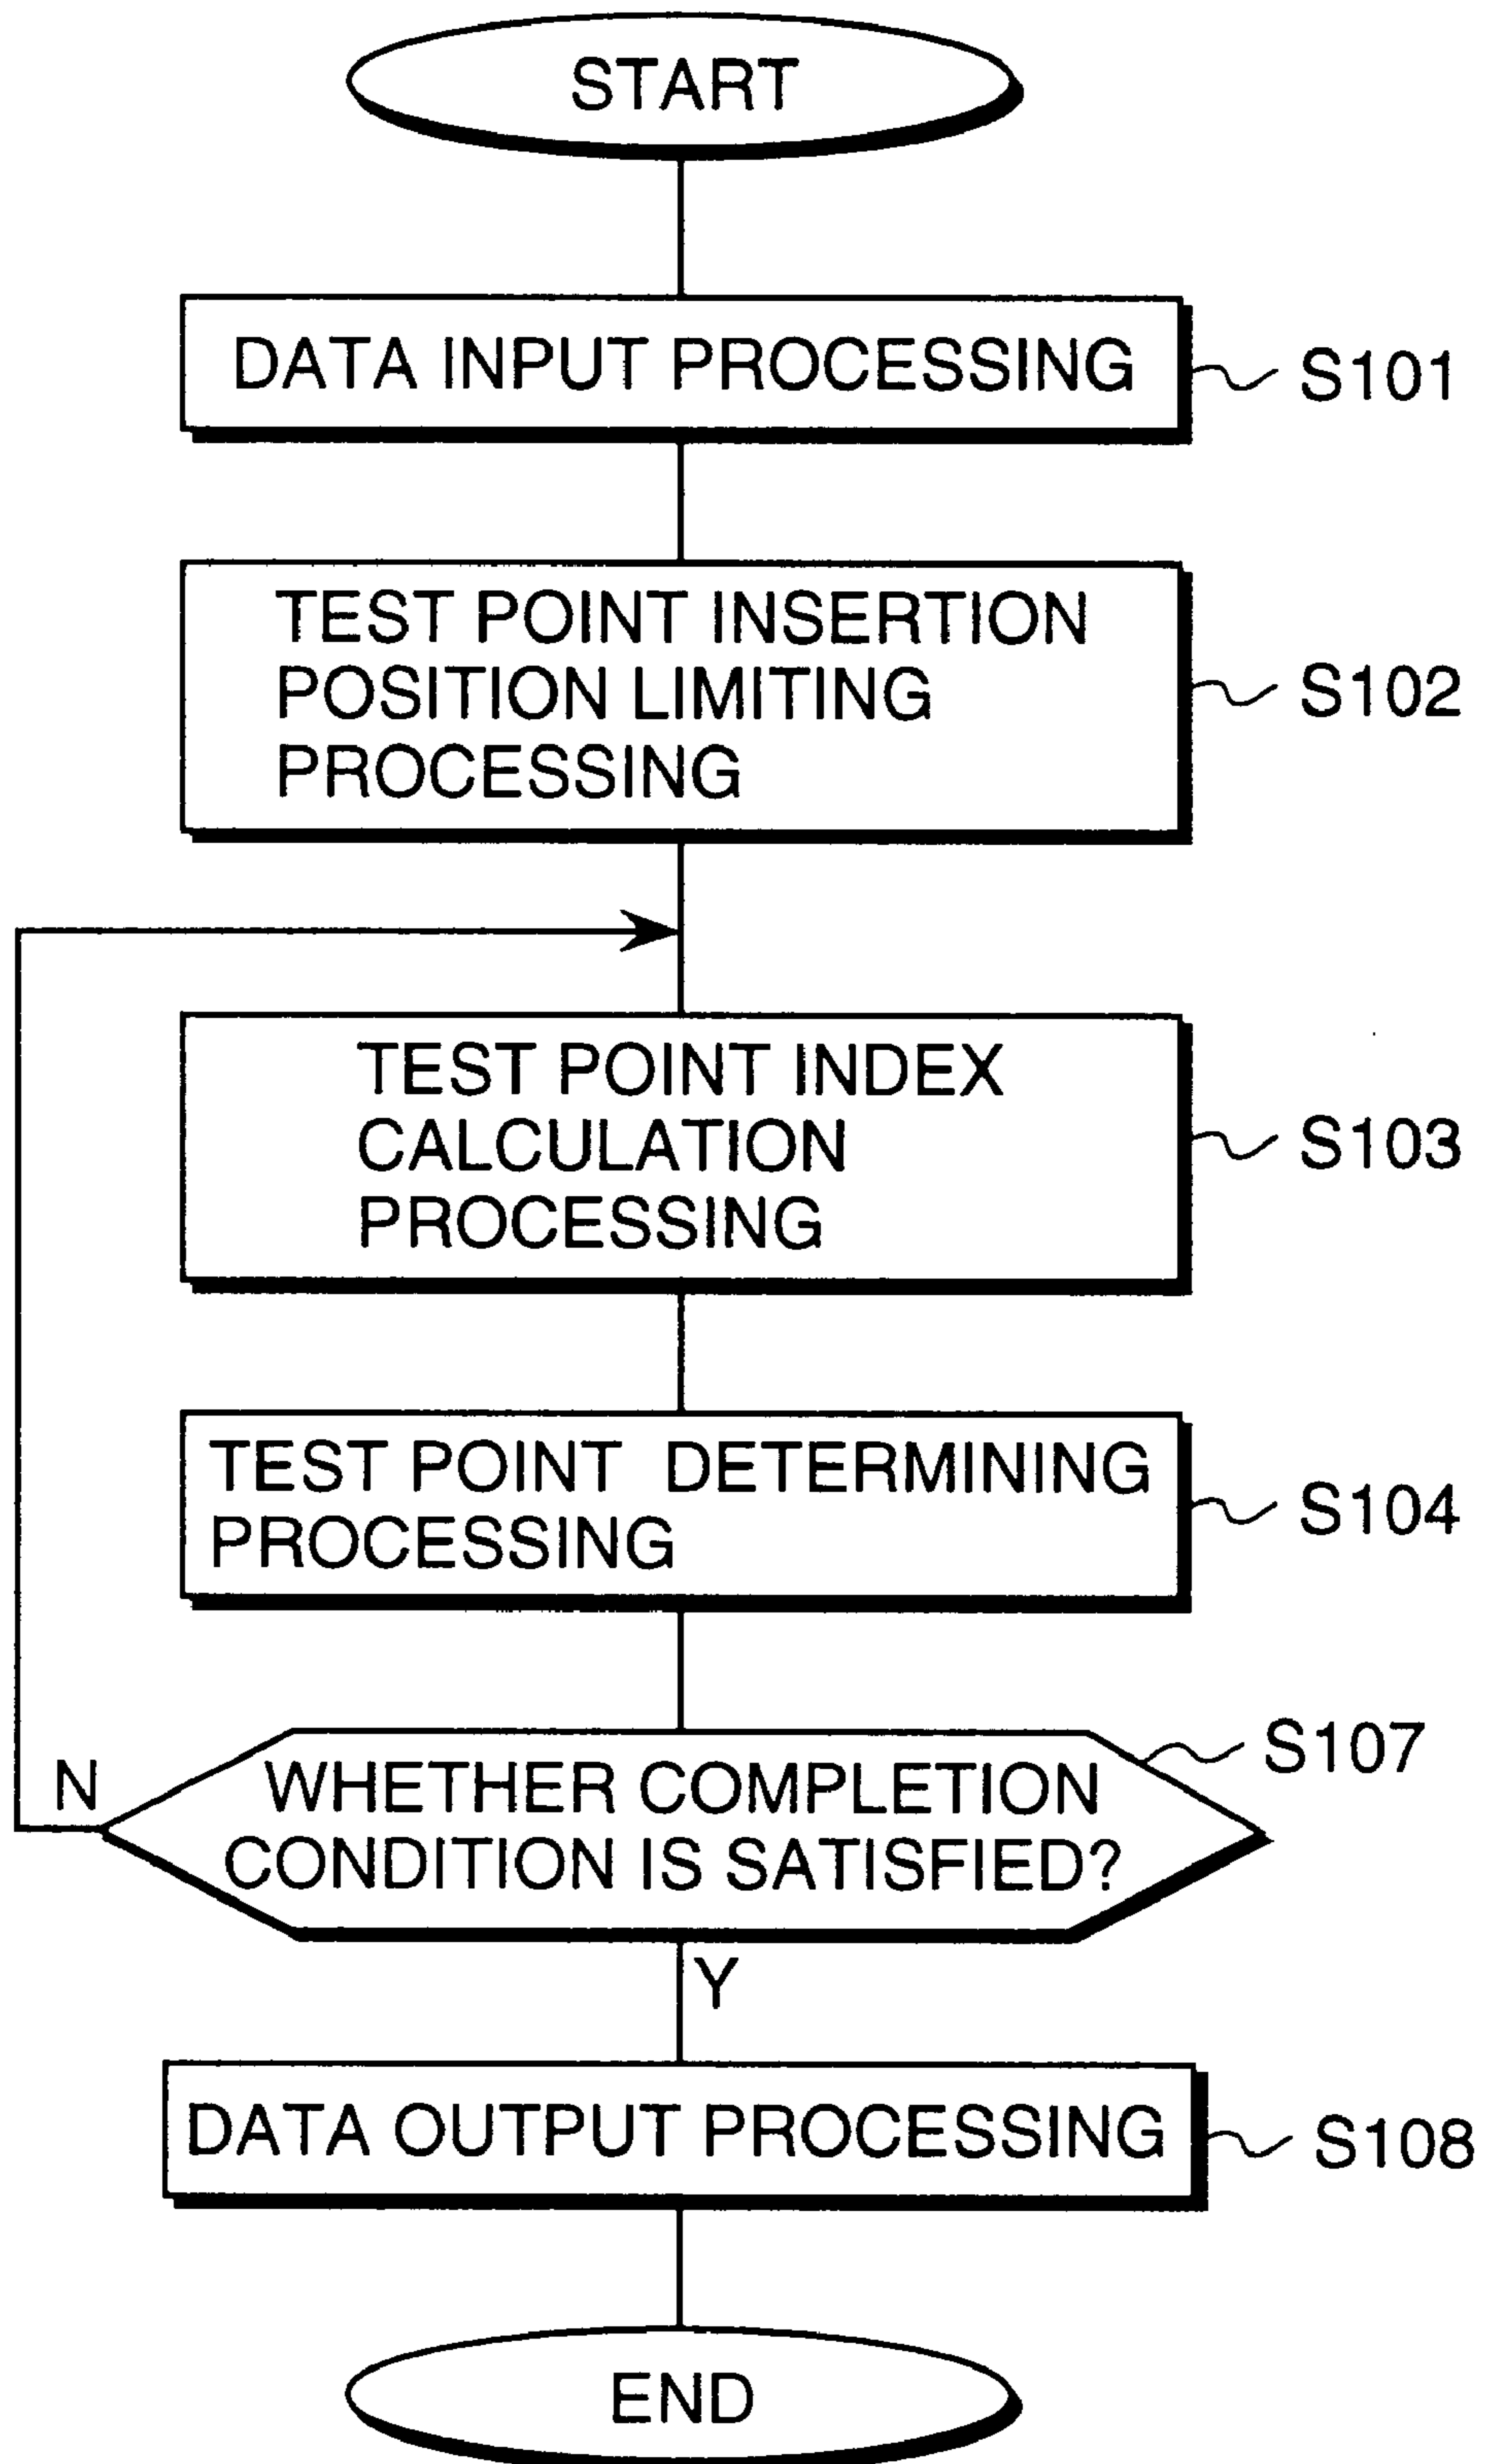 START
DATA INPUT PROCESSING
S101
TEST POINT INSERTION
POSITION LIMITING
PROCESSING
S102
TEST POINT INDEX
CALCULATION
PROCESSING
S103
TEST POINT DETERMINING
PROCESSING
S104
N
WHETHER COMPLETION
CONDITION IS SATISFIED?
S107
Y
DATA OUTPUT PROCESSING
S108
END